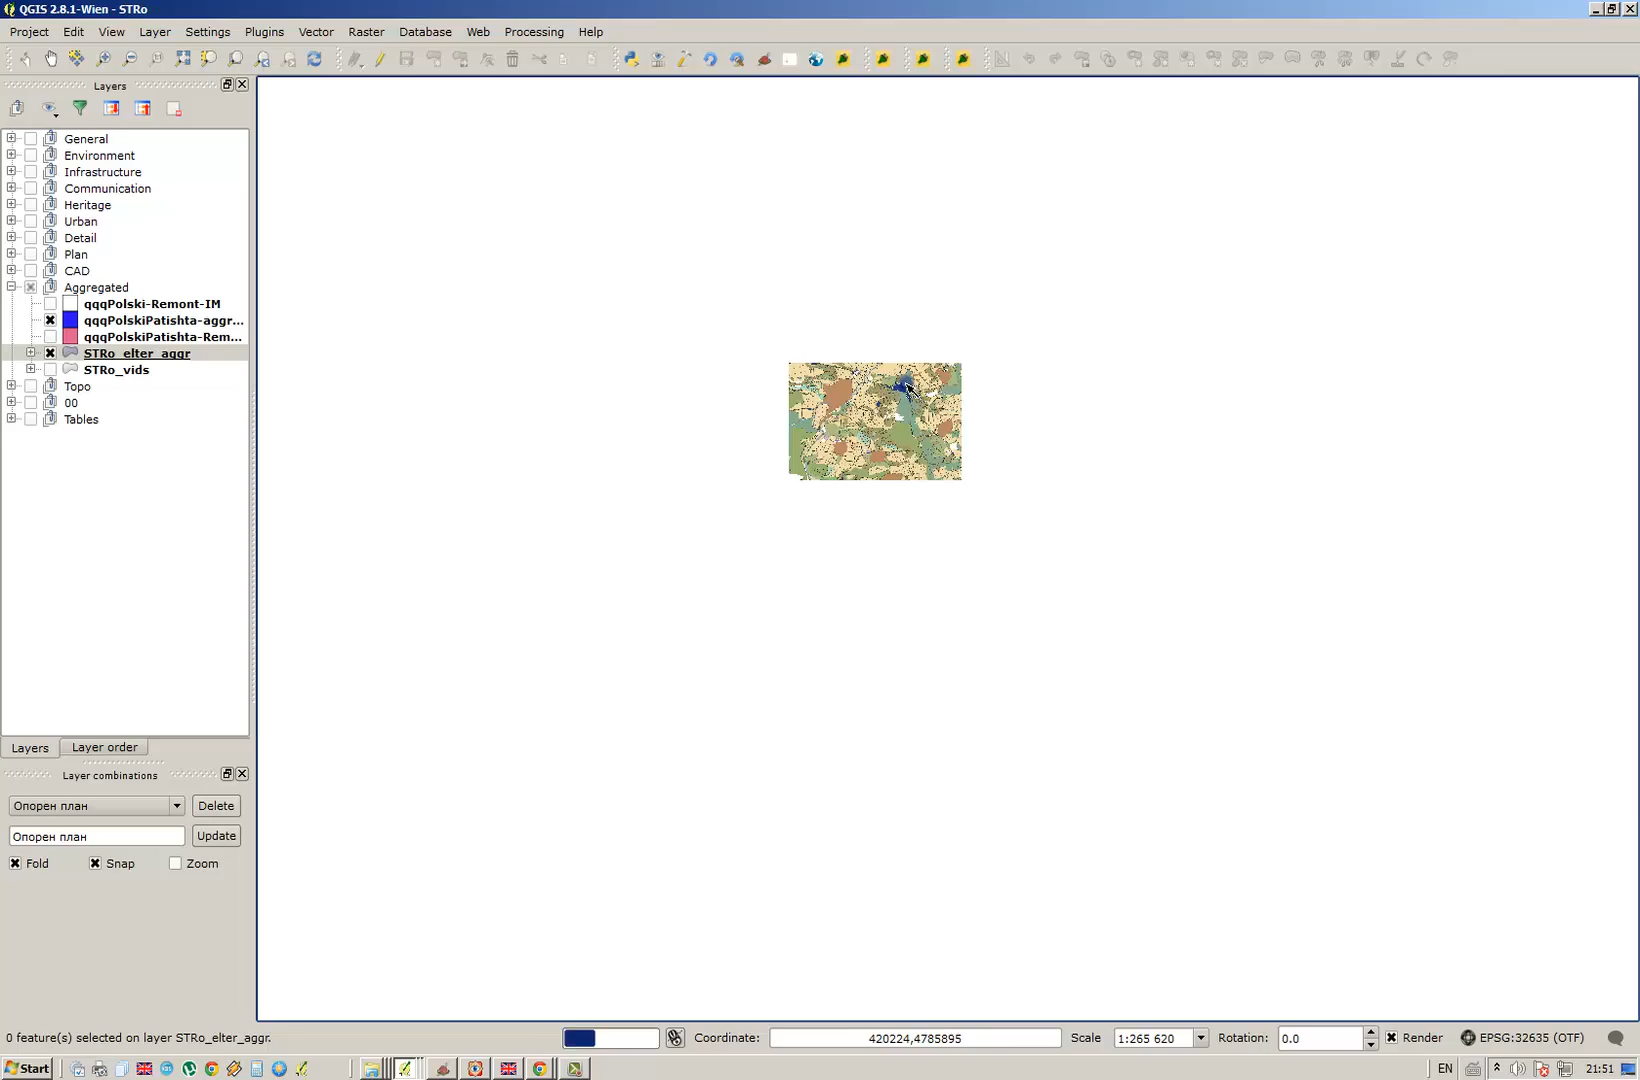 QGIS 2.8.1-Wien - STRo
Project Edit View Layer Settings Plugins Vector Raster Database Web Processing Help
Layers
General
Environment
Infrastructure
Communication
Heritage
Urban
Detail
Plan
CAD
Aggregated
qqqPolski-Remont-IM
qqqPolskiPatishta-aggr...
qqqPolskiPatishta-Rem...
STRo_elter_aggr
STRo_vids
Topo
00
Tables
Layers Layer order
Layer combinations
Опорен план Delete
Опорен план Update
Fold Snap Zoom
0 feature(s) selected on layer STRo_elter_aggr. Coordinate: 420224,4785895 Scale 1:265 620 Rotation: 0.0 Render EPSG:32635 (OTF)
Start EN 21:51